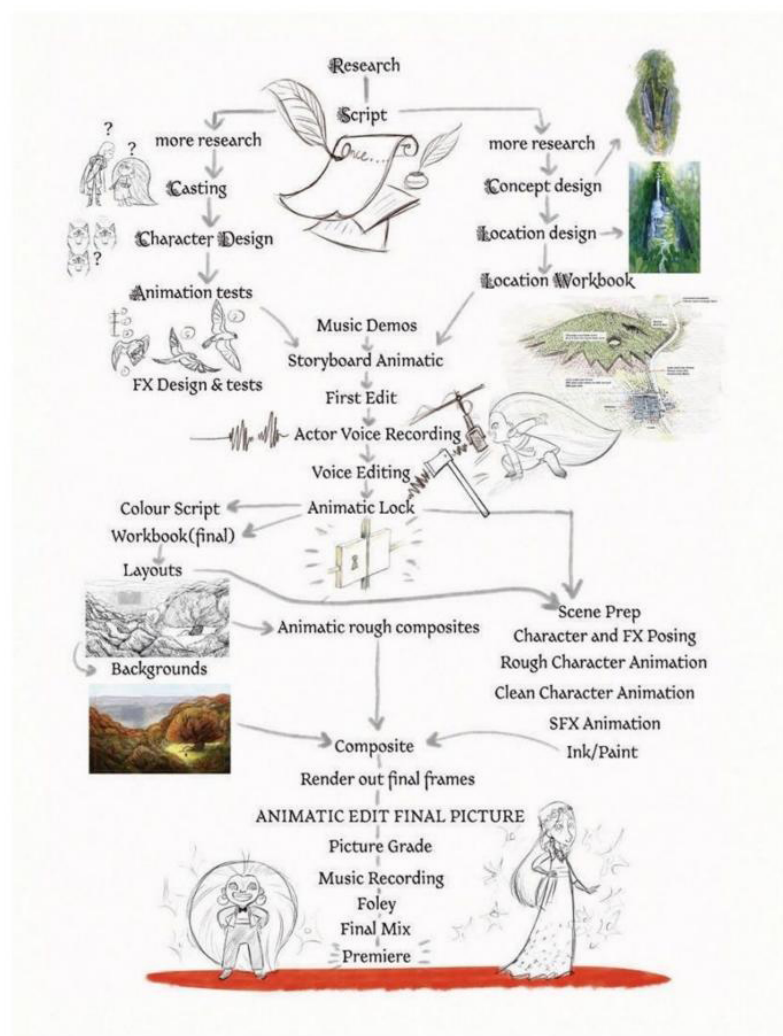 Research
Script
more research
Casting
Character Design
Animation tests
FX Design & tests
?
?
?
Once....
more research
Concept design
Location design
Location Workbook
Music Demos
Storyboard Animatic
First Edit
Actor Voice Recording
Voice Editing
Animatic Lock
Colour Script
Workbook(final)
Layouts
Backgrounds
Animatic rough composites
Scene Prep
Character and FX Posing
Rough Character Animation
Clean Character Animation
SFX Animation
Ink/Paint
Composite
Render out final frames
ANIMATIC EDIT FINAL PICTURE
Picture Grade
Music Recording
Foley
Final Mix
Premiere